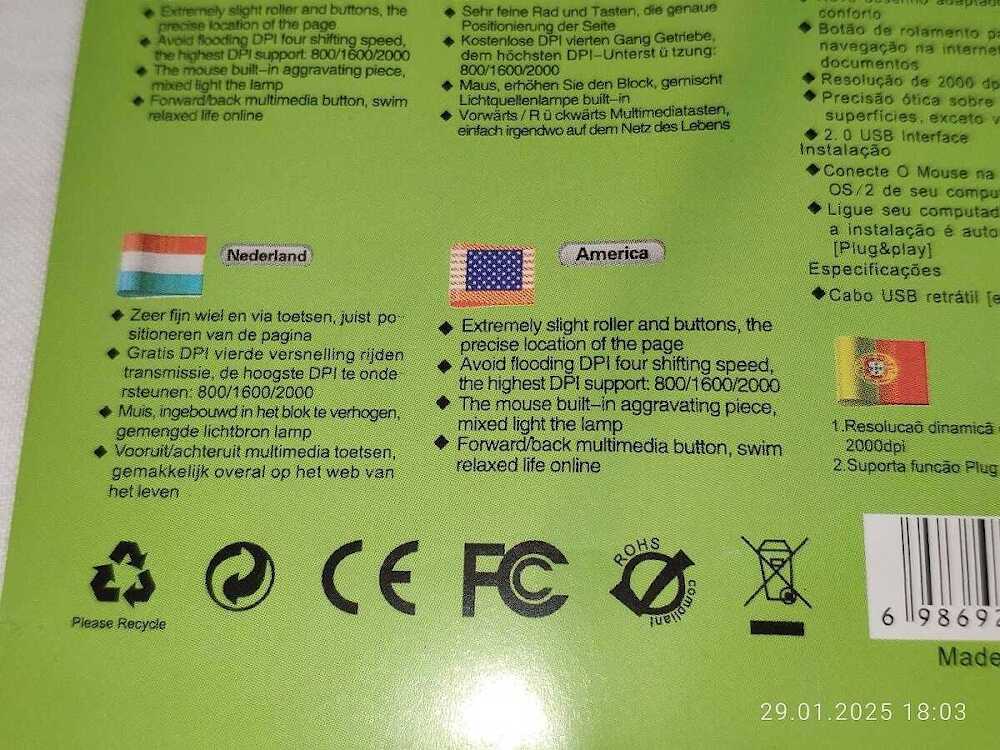 Extremely slight roller and buttons, the
precise location of the page
Avoid flooding DPI four shifting speed,
the highest DPI support: 800/1600/2000
The mouse built-in aggravating piece,
mixed light the lamp
Forward/back multimedia button, swim
relaxed life online
Sehr feine Rad und Tasten, die genaue
Positionierung der Seite
Kostenlose DPI vierten Gang Getriebe,
dem höchsten DPI-Unterst ü tzung:
800/1600/2000
Maus, erhöhen Sie den Block, gemischt
Lichtquellenlampe built-in
Vorwärts / R ü ckwärts Multimediatasten,
einfach irgendwo auf dem Netz des Lebens
conforto
Botão de rolamento
navegação na
documentos
Resolução de 2000
Precisão ótica sobre
superfícies, exceto
2.0 USB Interface
Instalação
Conecte O Mouse na
OS/2 de seu
Ligue seu
a instalação é
[Plug&play]
Especificações
Cabo USB retrátil
Nederland
Zeer fijn wiel en via toetsen, juist po-
sitioneren van de pagina
Gratis DPI vierde versnelling rijden
transmissie, de hoogste DPI te onde
rsteunen: 800/1600/2000
Muis, ingebouwd in het blok te verhogen,
gemengde lichtbron lamp
Vooruit/achteruit multimedia toetsen,
gemakkelijk overal op het web van
het leven
America
Extremely slight roller and buttons, the
precise location of the page
Avoid flooding DPI four shifting speed,
the highest DPI support: 800/1600/2000
The mouse built-in aggravating piece,
mixed light the lamp
Forward/back multimedia button, swim
relaxed life online
1.Resolucaô dinamicâ
2000dpi
2.Suporta funcão Plug
Please Recycle
CE
FC
ROHS
compliant
6 98692
Made
29.01.2025 18:03